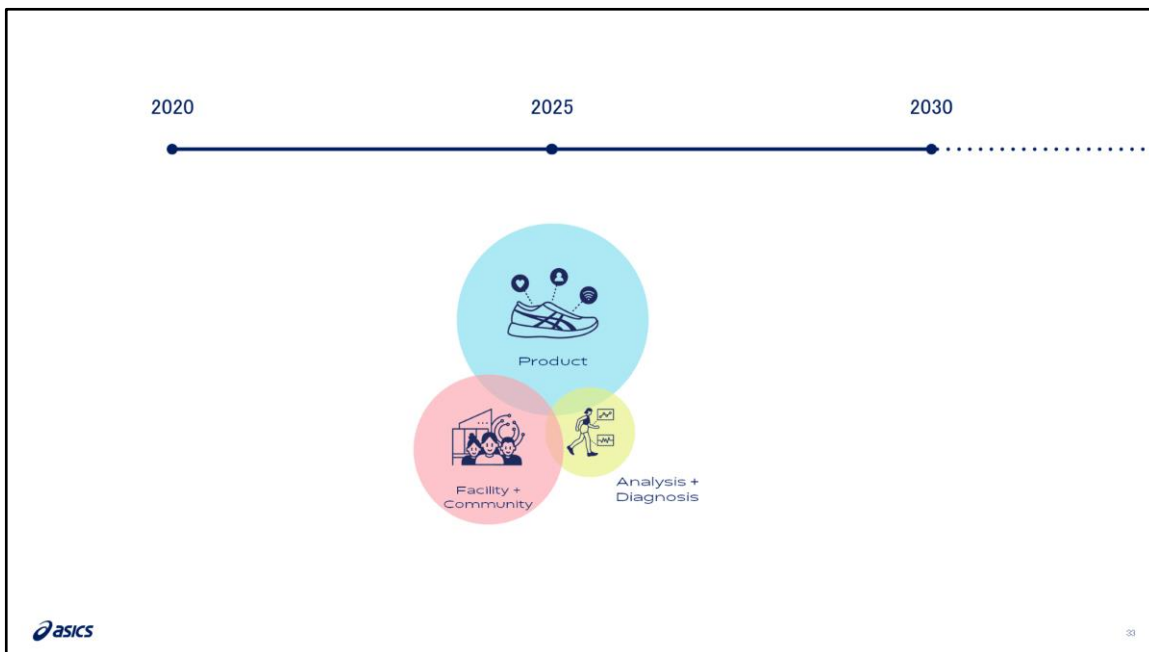 2020 2025 2030
Product
Facility +
Community
Analysis +
Diagnosis
asics
33